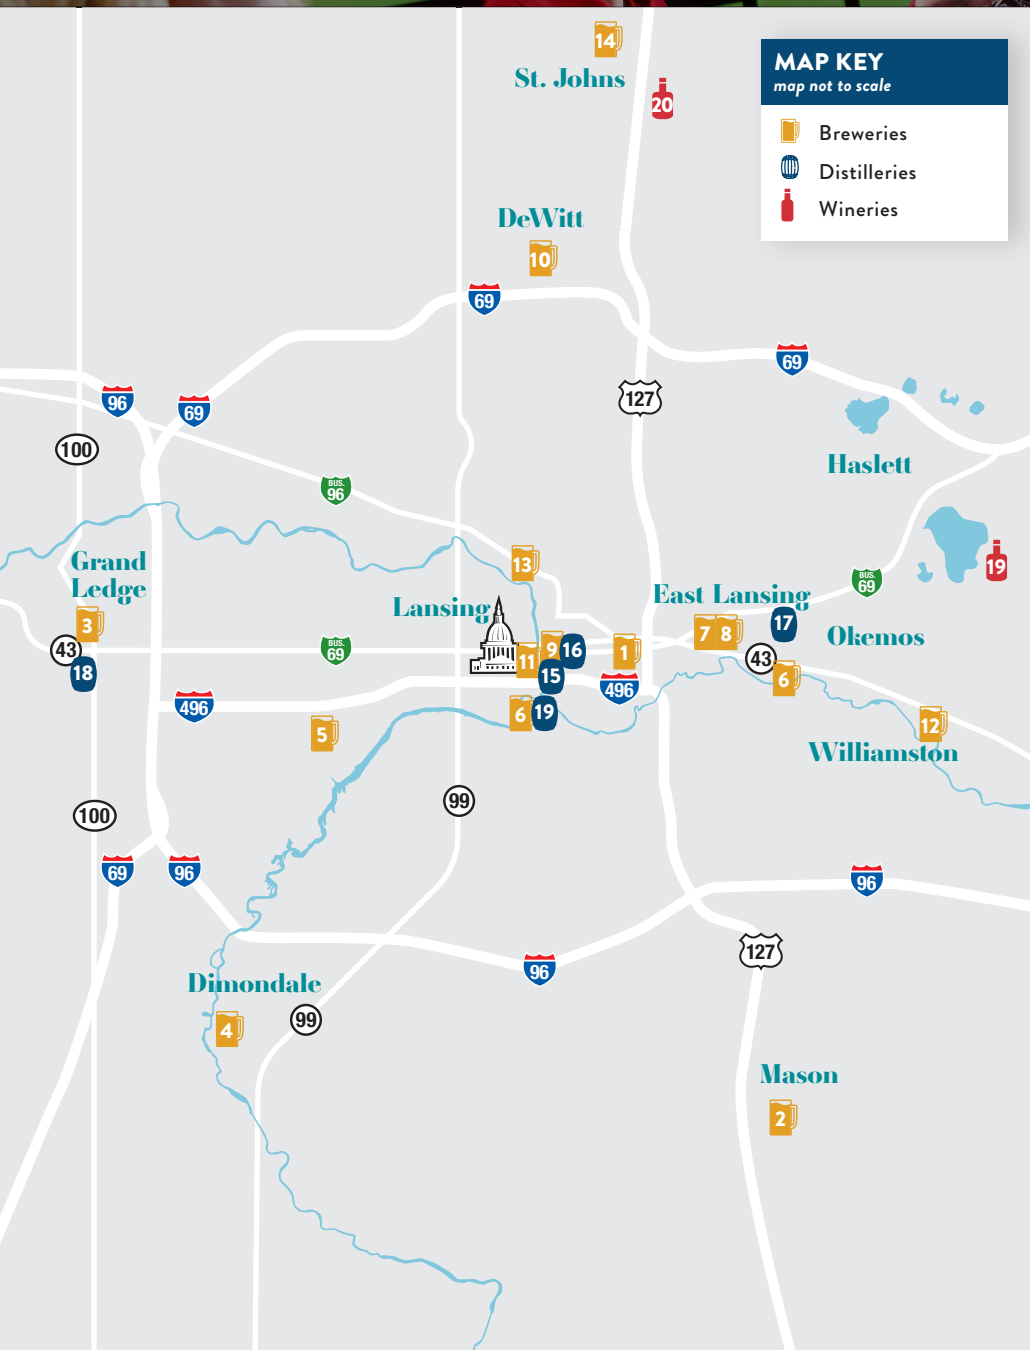 14
St. Johns
20
MAP KEY
map not to scale
Breweries
Distilleries
Wineries
DeWitt
10
69
69
96
69
127
100
Haslett
BUS.
96
13
19
Grand
Ledge
BUS.
69
Lansing
East Lansing
3
7 8
17
Okemos
43
BUS.
69
11
9
16
1
43
18
15
6
496
496
6
19
12
5
Williamston
99
100
69
96
96
127
96
Dimondale
99
4
Mason
2